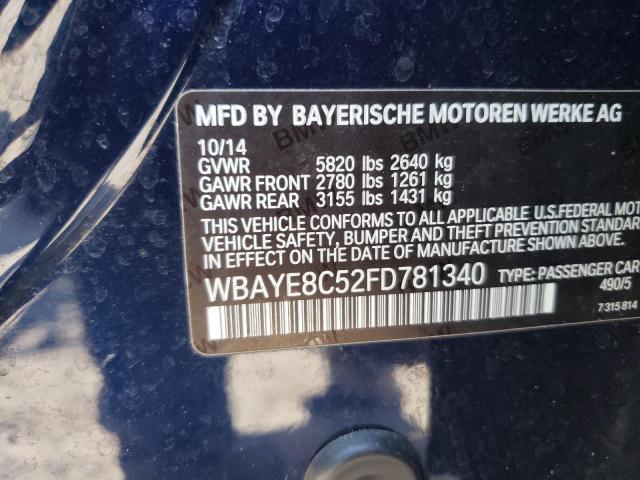 MFD BY BAYERISCHE MOTOREN WERKE AG
10/14
GVWR 5820 lbs 2640 kg
GAWR FRONT 2780 lbs 1261 kg
GAWR REAR 3155 lbs 1431 kg
THIS VEHICLE CONFORMS TO ALL APPLICABLE U.S.FEDERAL MOT
VEHICLE SAFETY, BUMPER AND THEFT PREVENTION STANDAR
IN EFFECT ON THE DATE OF MANUFACTURE SHOWN ABOVE.
WBAYE8C52FD781340 TYPE: PASSENGER CAR
490/5
7315814